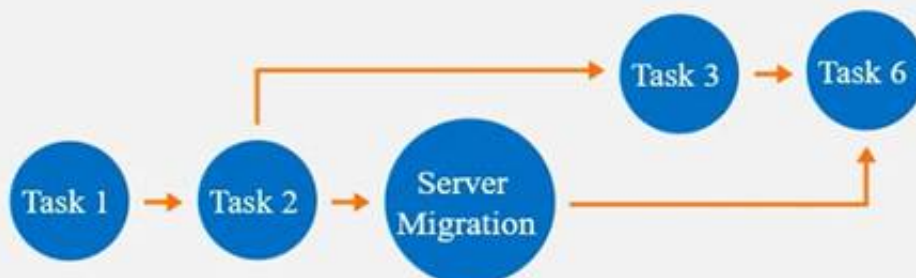 Task 3
Task 6
Task 1
Task 2
Server
Migration